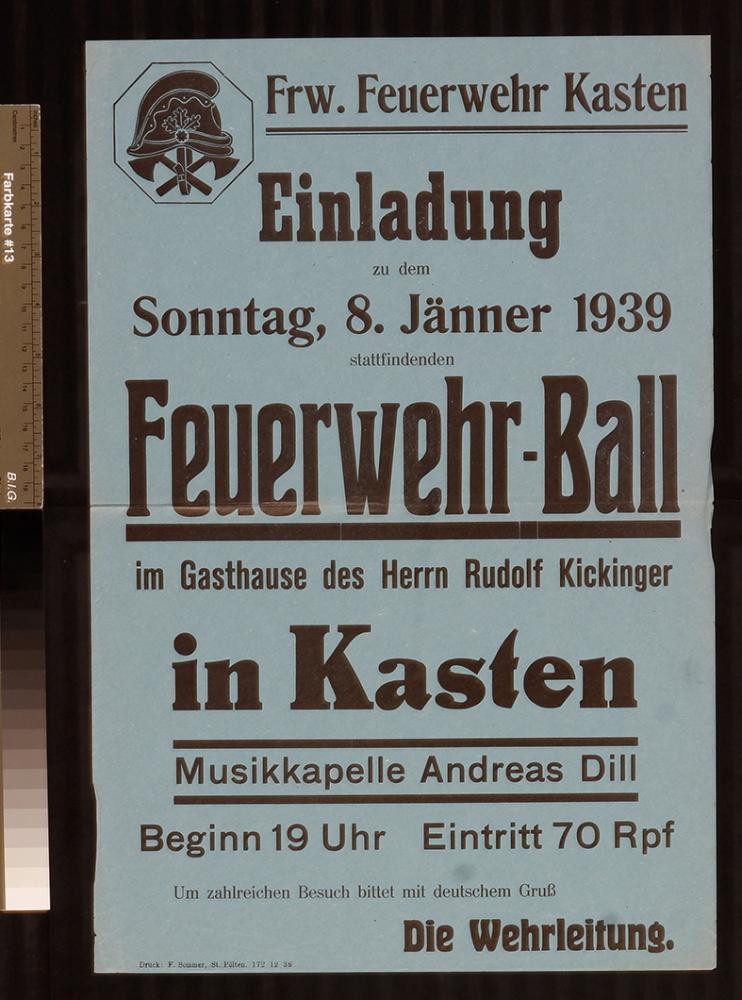 Frw. Feuerwehr Kasten
Einladung
zu dem
Sonntag, 8. Jänner 1939
stattfindenden
Feuerwehr-Ball
im Gasthause des Herrn Rudolf Kickinger
in Kasten
Musikkapelle Andreas Dill
Beginn 19 Uhr Eintritt 70 Rpf
Um zahlreichen Besuch bittet mit deutschem Gruß
Die Wehrleitung.
Druck: F. Sommer, St. Pölten. 172 12 38
Farbkarte #13
B.I.G.